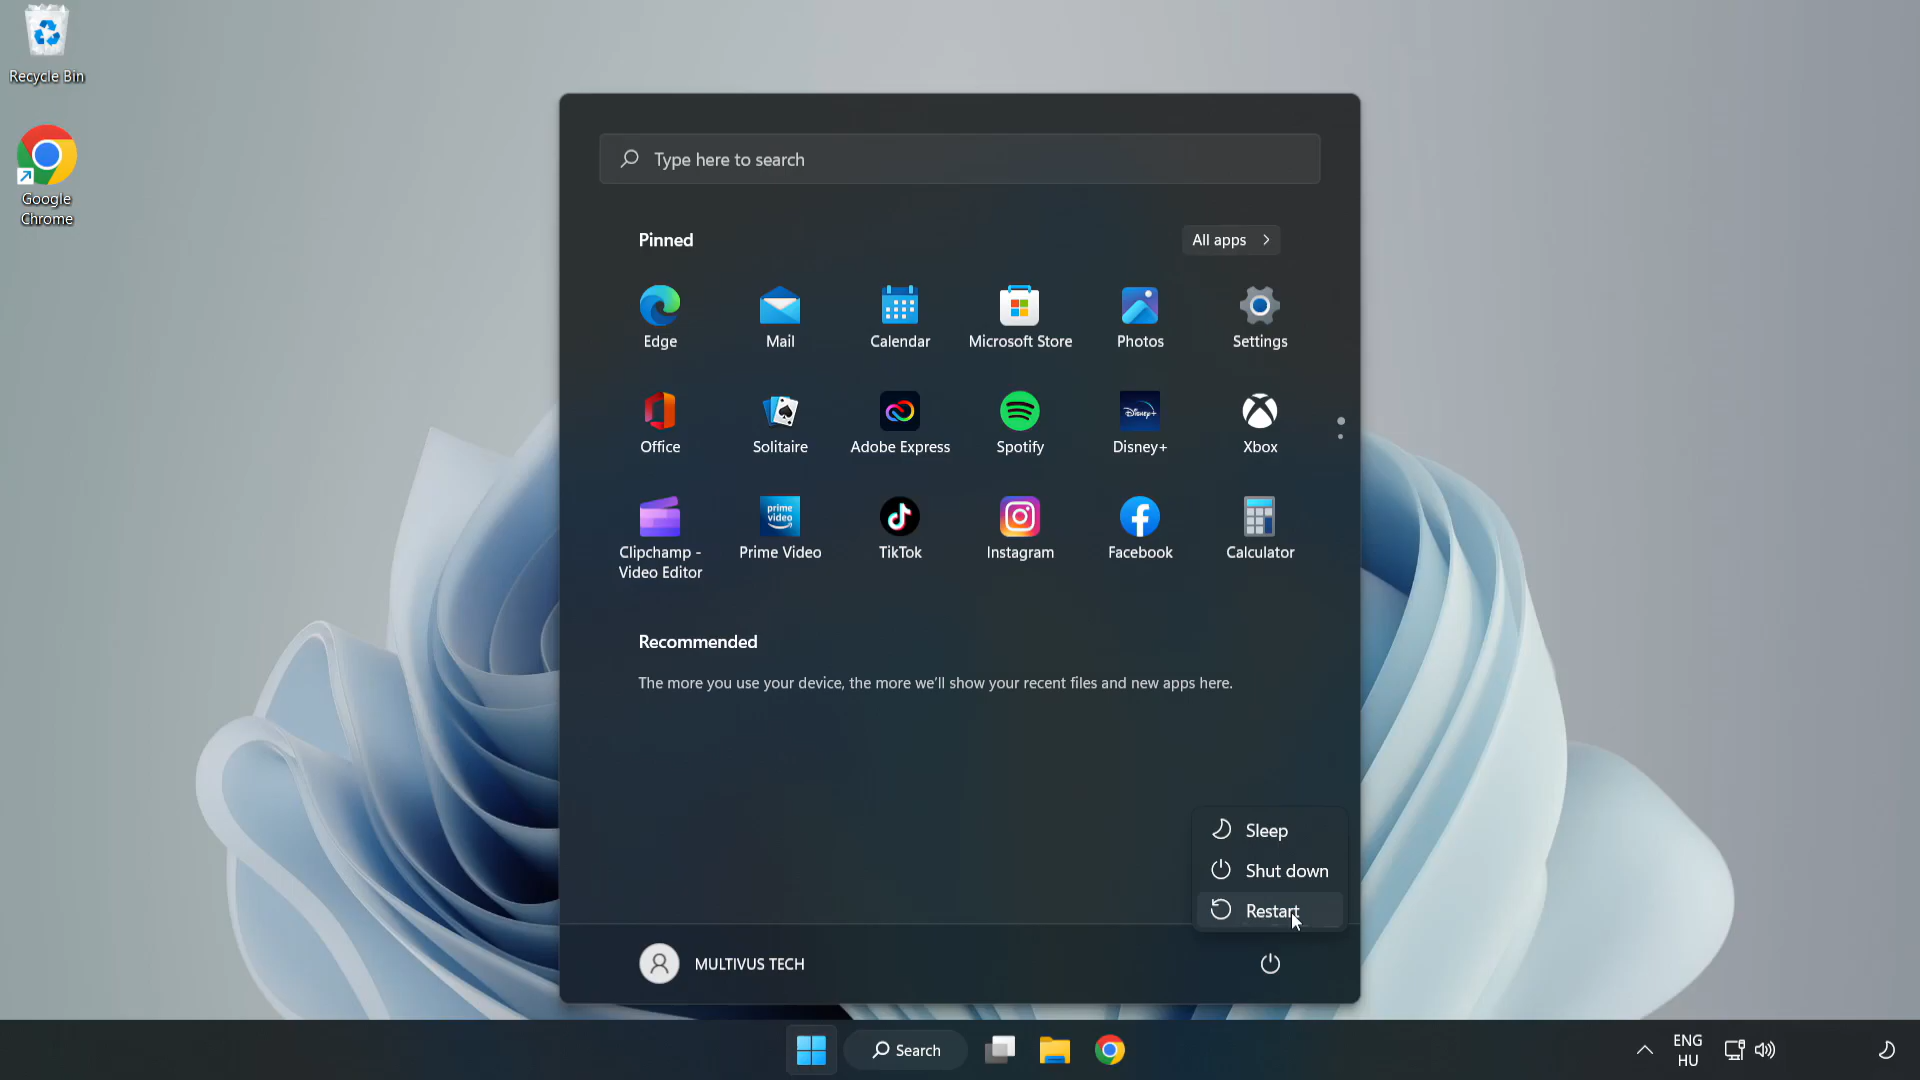 Recycle Bin
Google
Chrome
Type here to search
Pinned
All apps
Edge
Mail
Calendar
Microsoft Store
Photos
Settings
Office
Solitaire
Disney+
Adobe Express
Spotify
Disney+
Xbox
prime
video
Clipchamp -
Video Editor
Prime Video
TikTok
Instagram
Facebook
Calculator
Recommended
The more you use your device, the more we'll show your recent files and new apps here.
Sleep
Shut down
Restart
MULTIVUS TECH
Search
ENG
HU